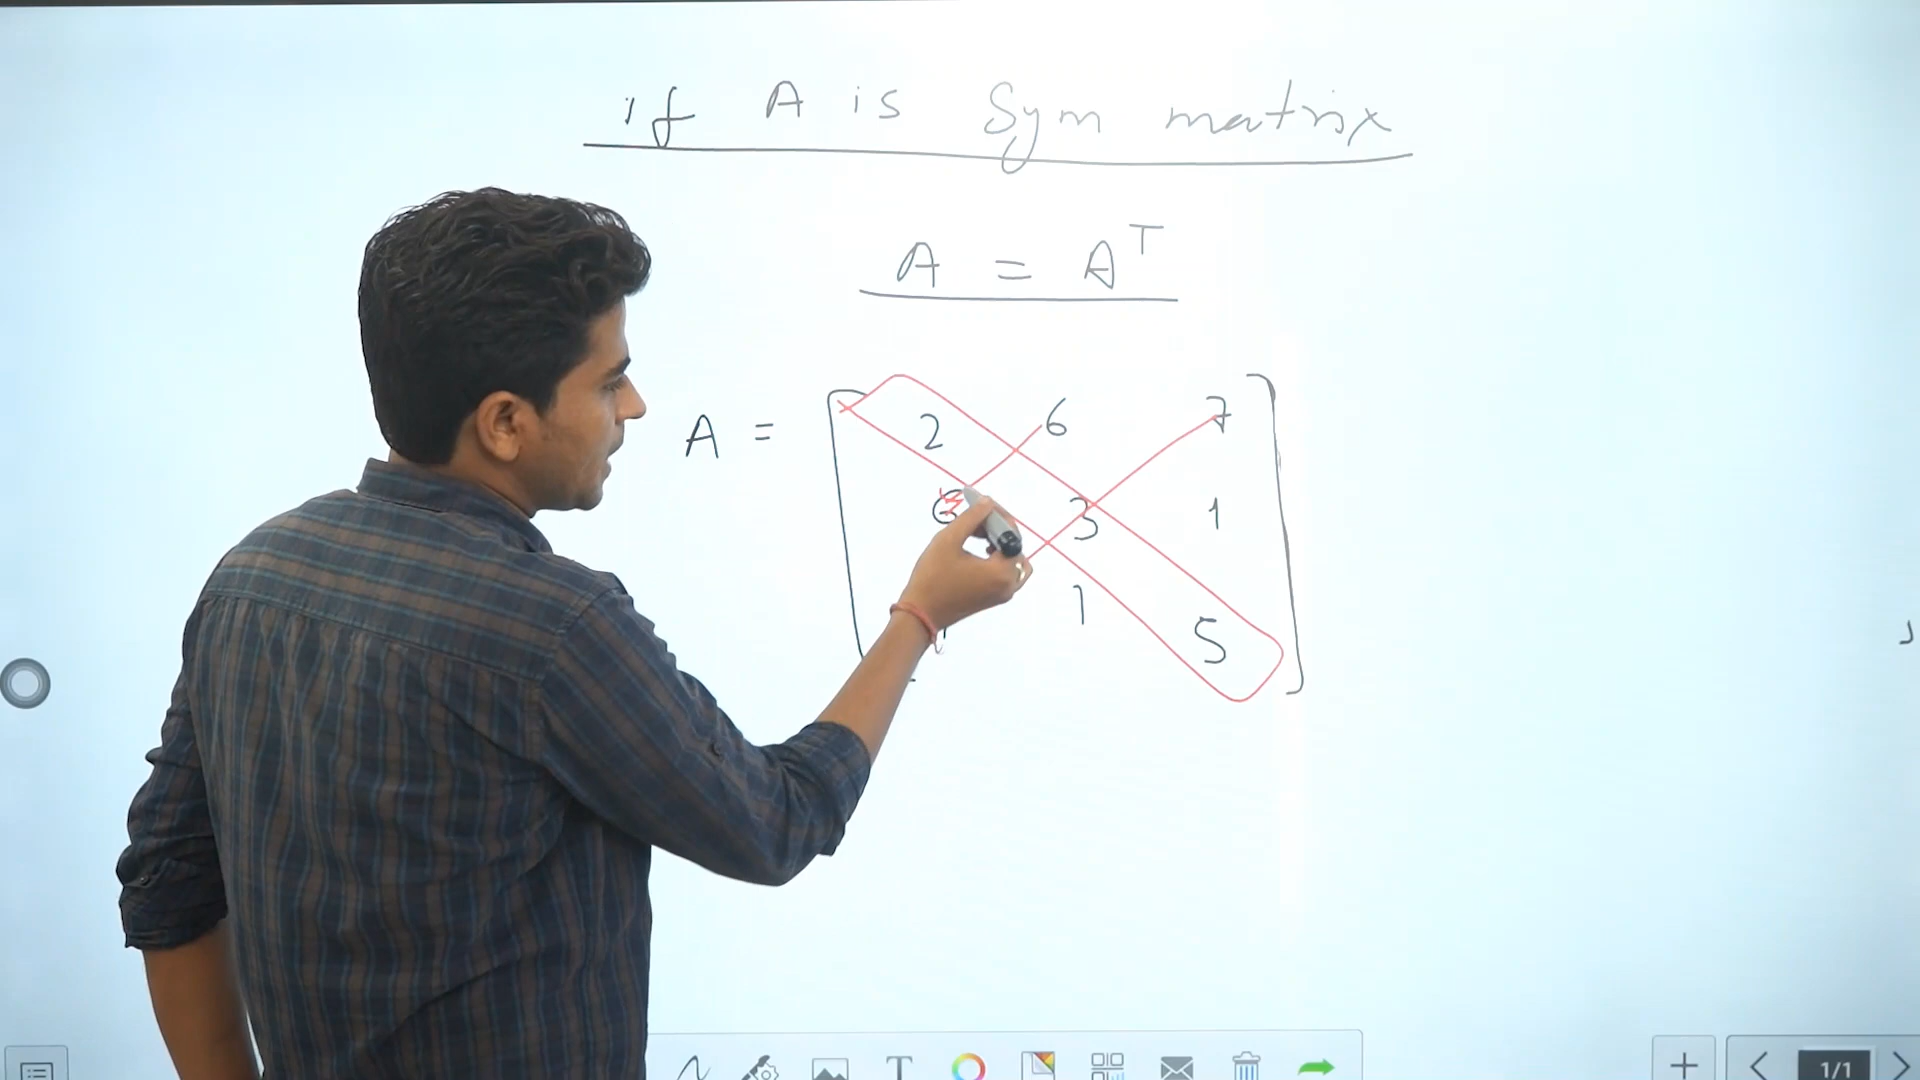 if A is Sym matrix
A = A^T
A = 2 6 7
6 3 1
1 5
1/1